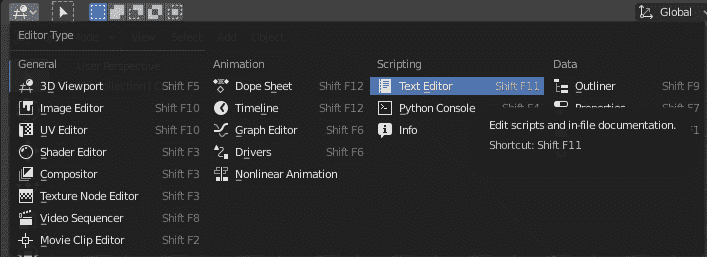 Global
Editor Type
View Select Add Object
General
3D Viewport Shift F5
Image Editor Shift F10
UV Editor Shift F10
Shader Editor Shift F3
Compositor Shift F3
Texture Node Editor Shift F3
Video Sequencer Shift F8
Movie Clip Editor Shift F2
Animation
Dope Sheet Shift F12
Timeline Shift F12
Graph Editor Shift F6
Drivers Shift F6
Nonlinear Animation
Scripting
Text Editor Shift F11
Python Console Shift F4
Info
Data
Outliner Shift F9
Properties Shift F7
Edit scripts and in-file documentation.
Shortcut: Shift F11